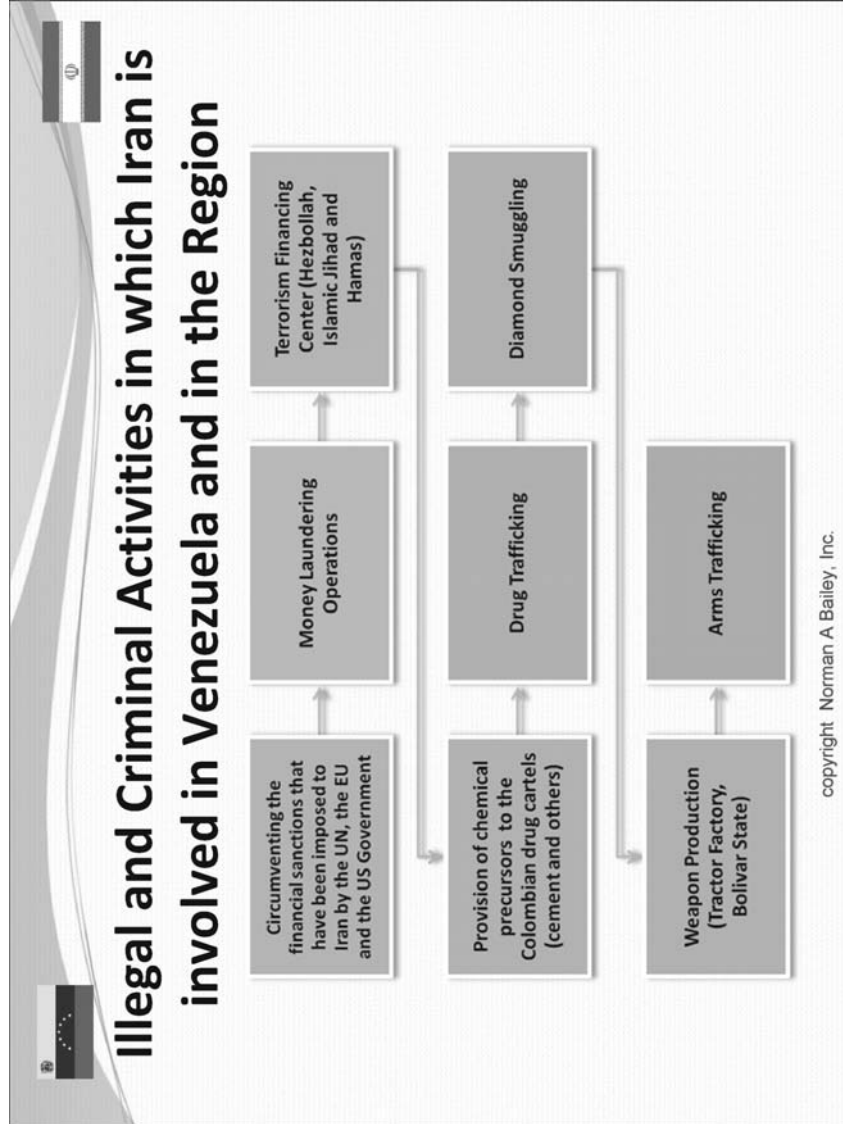 Illegal and Criminal Activities in which Iran is
involved in Venezuela and in the Region
Circumventing the
financial sanctions that
have been imposed to
Iran by the UN, the EU
and the US Government
Money Laundering
Operations
Terrorism Financing
Center (Hezbollah,
Islamic Jihad and
Hamas)
Provision of chemical
precursors to the
Colombian drug cartels
(cement and others)
Drug Trafficking
Diamond Smuggling
Weapon Production
(Tractor Factory,
Bolivar State)
Arms Trafficking
copyright Norman A Bailey, Inc.